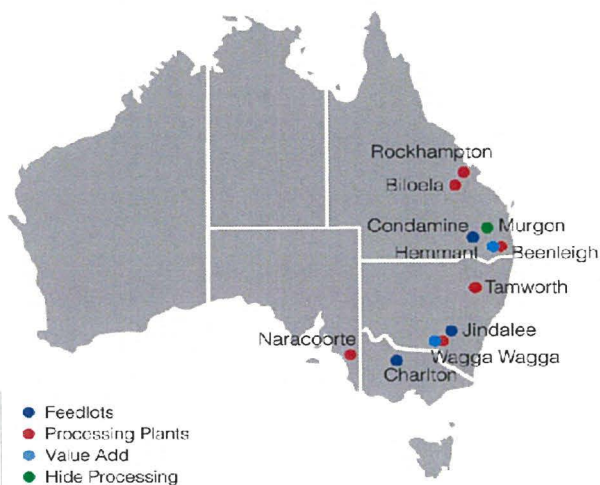 Rockhampton
Biloela
Condamine
Murgon
Hemmant
Beenleigh
Tamworth
Jindalee
Naracoorte
Wagga Wagga
Charlton
Feedlots
Processing Plants
Value Add
Hide Processing